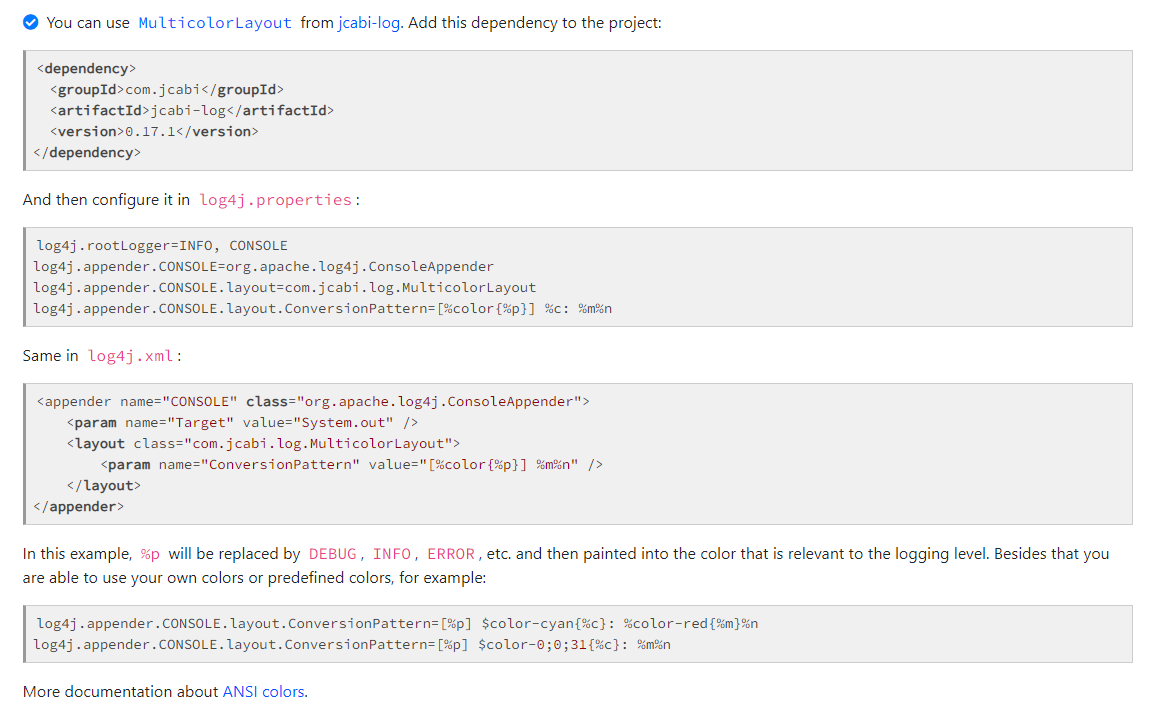 You can use MulticolorLayout from jcabi-log. Add this dependency to the project:
<dependency>
  <groupId>com.jcabi</groupId>
  <artifactId>jcabi-log</artifactId>
  <version>0.17.1</version>
</dependency>
And then configure it in log4j.properties:
log4j.rootLogger=INFO, CONSOLE
log4j.appender.CONSOLE=org.apache.log4j.ConsoleAppender
log4j.appender.CONSOLE.layout=com.jcabi.log.MulticolorLayout
log4j.appender.CONSOLE.layout.ConversionPattern=[%color{%p}] %c: %m%n
Same in log4j.xml:
<appender name="CONSOLE" class="org.apache.log4j.ConsoleAppender">
    <param name="Target" value="System.out" />
    <layout class="com.jcabi.log.MulticolorLayout">
        <param name="ConversionPattern" value="[%color{%p}] %m%n" />
    </layout>
</appender>
In this example, %p will be replaced by DEBUG, INFO, ERROR, etc. and then painted into the color that is relevant to the logging level. Besides that you
are able to use your own colors or predefined colors, for example:
log4j.appender.CONSOLE.layout.ConversionPattern=[%p] $color-cyan{%c}: %color-red{%m}%n
log4j.appender.CONSOLE.layout.ConversionPattern=[%p] $color-0;0;31{%c}: %m%n
More documentation about ANSI colors.